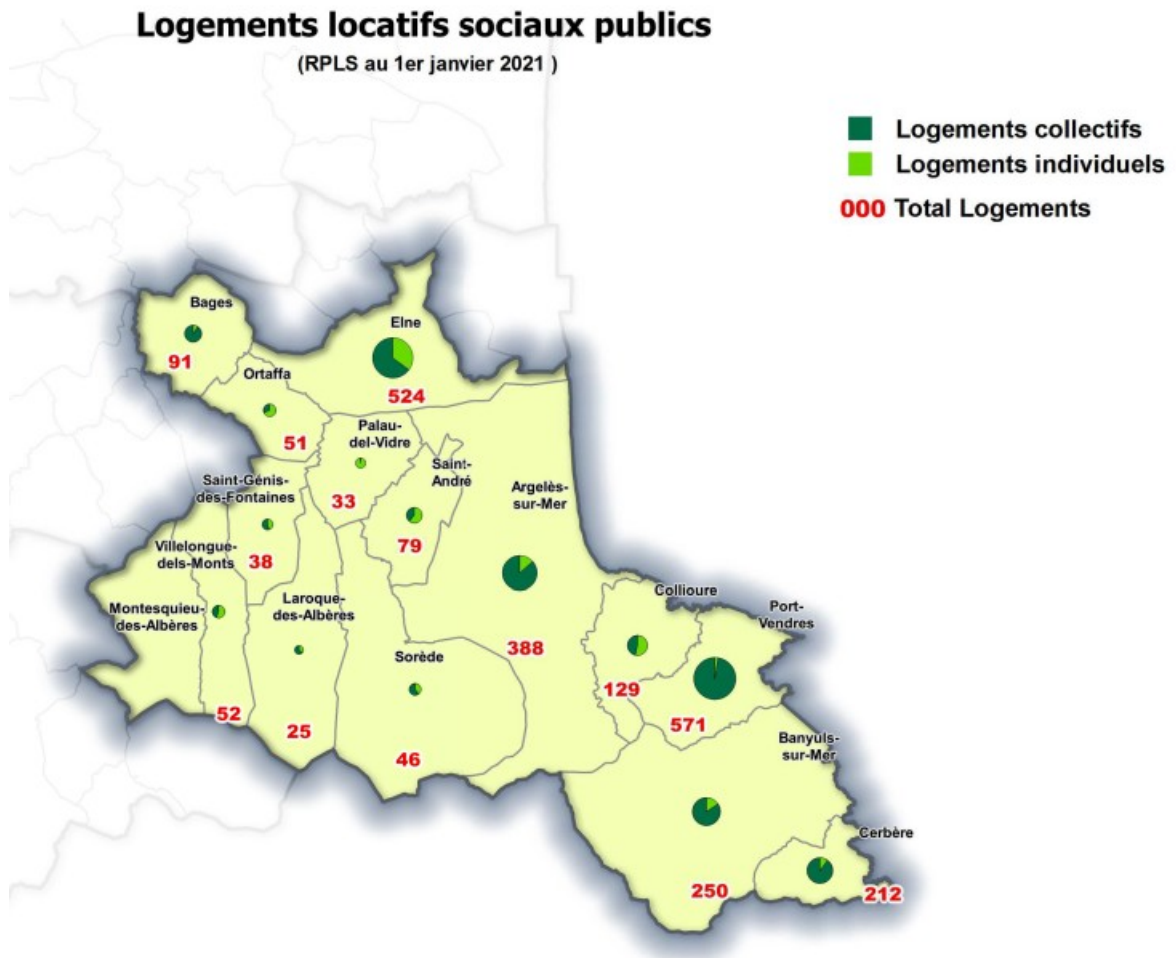 Logements locatifs sociaux publics
(RPLS au 1er janvier 2021 )
Logements collectifs
Logements individuels
000 Total Logements
Bages
91
Elne
524
Ortaffa
51
Palau-
del-Vidre
33
Saint-
André
79
Argelès-
sur-Mer
388
Saint-Génis-
des-Fontaines
38
Villelongue-
dels-Monts
52
Montesquieu-
des-Albères
Laroque-
des-Albères
25
Sorède
46
Collioure
129
Port-
Vendres
571
Banyuls-
sur-Mer
250
Cerbère
212